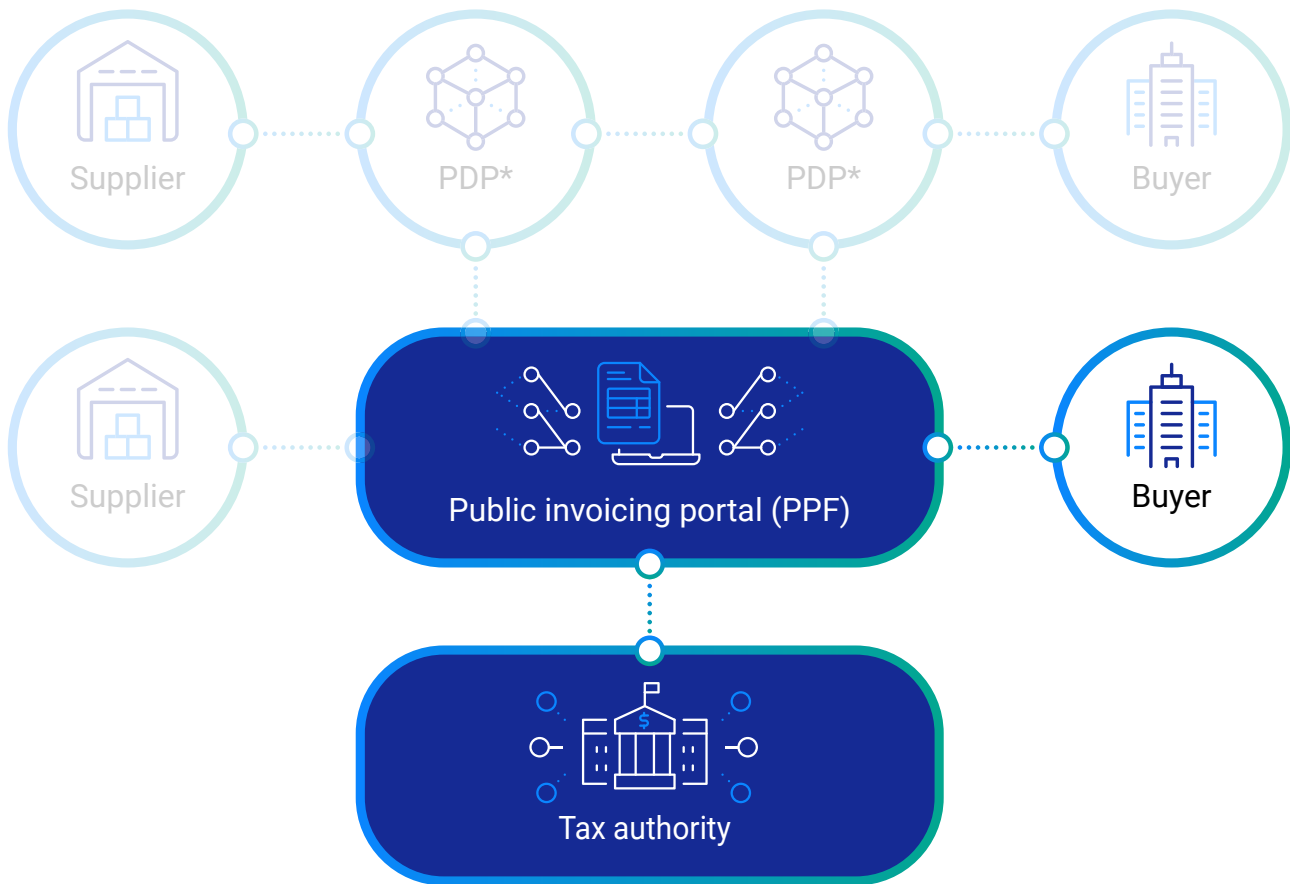 Supplier
PDP*
PDP*
Buyer
Supplier
Public invoicing portal (PPF)
Buyer
$
Tax authority